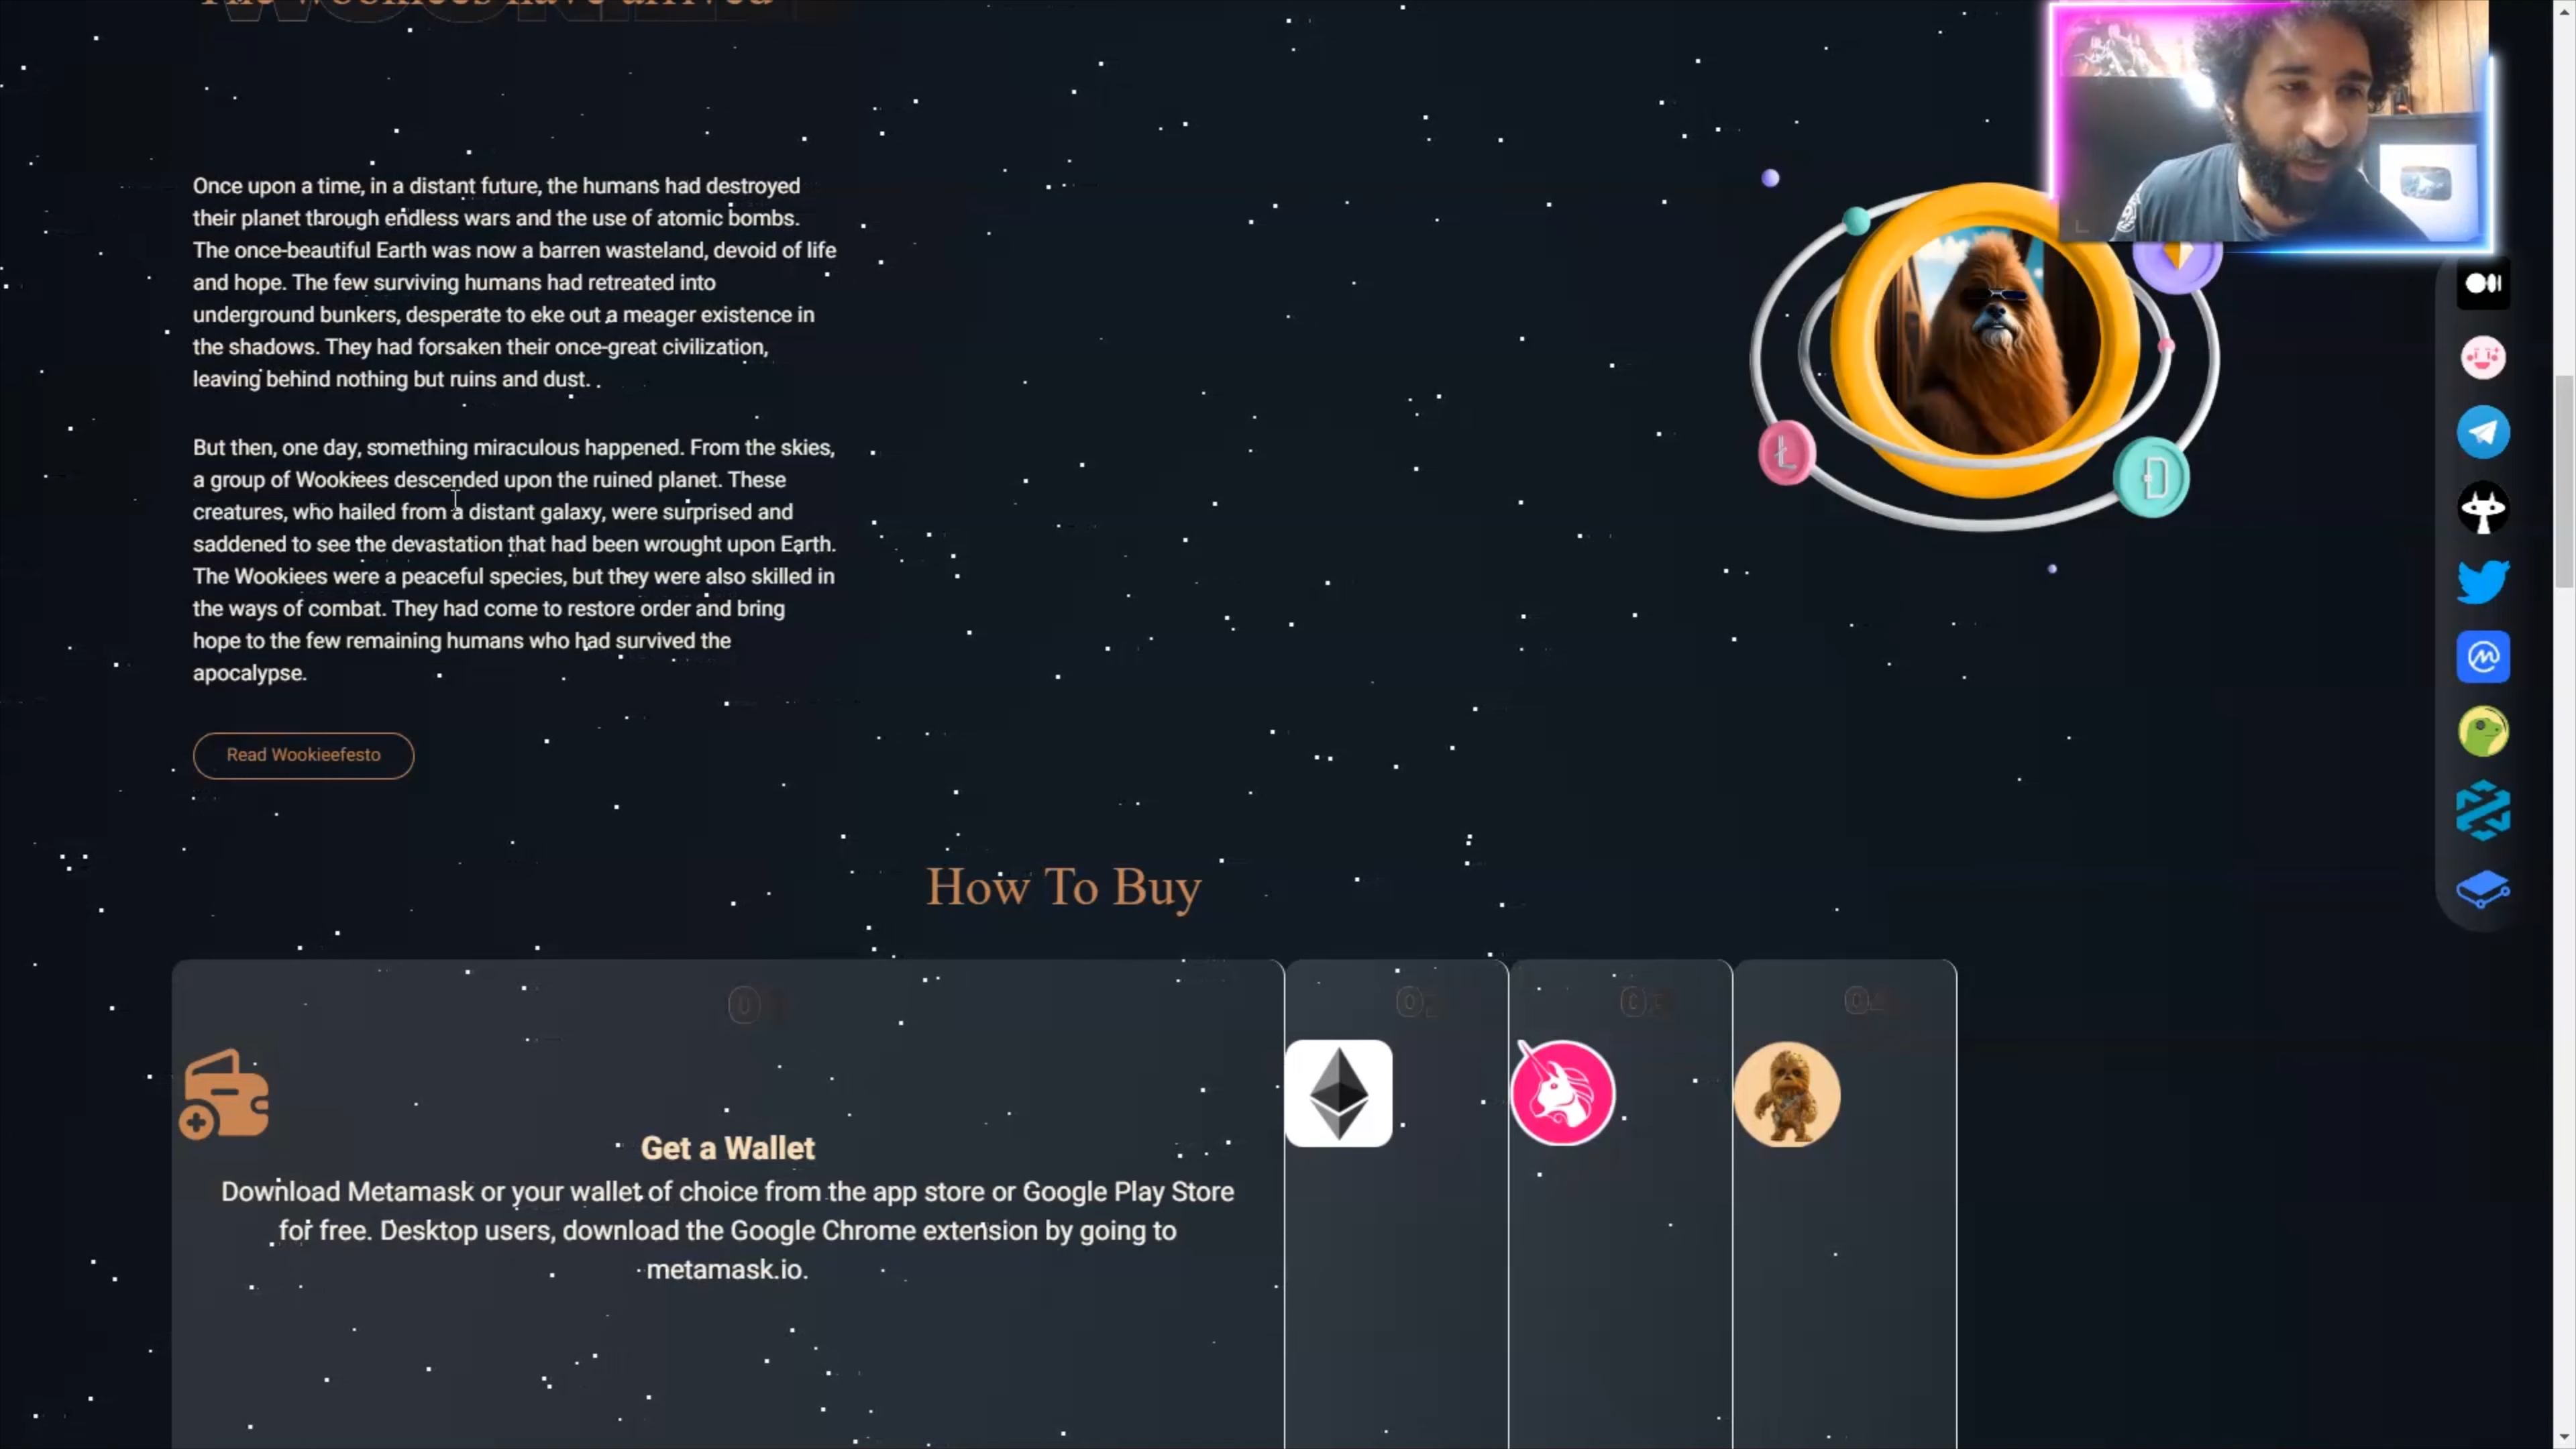 The Wookiees have arrived
Once upon a time, in a distant future, the humans had destroyed
their planet through endless wars and the use of atomic bombs.
The once-beautiful Earth was now a barren wasteland, devoid of life
and hope. The few surviving humans had retreated into
underground bunkers, desperate to eke out a meager existence in
the shadows. They had forsaken their once-great civilization,
leaving behind nothing but ruins and dust. .
But then, one day, something miraculous happened. From the skies,
a group of Wookiees descended upon the ruined planet. These
creatures, who hailed from a distant galaxy, were surprised and
saddened to see the devastation that had been wrought upon Earth.
The Wookiees were a peaceful species, but they were also skilled in
the ways of combat. They had come to restore order and bring
hope to the few remaining humans who had survived the
apocalypse.
Read Wookieefesto
How To Buy
Get a Wallet
Download Metamask or your wallet of choice from the app store or Google Play Store
for free. Desktop users, download the Google Chrome extension by going to
metamask.io.